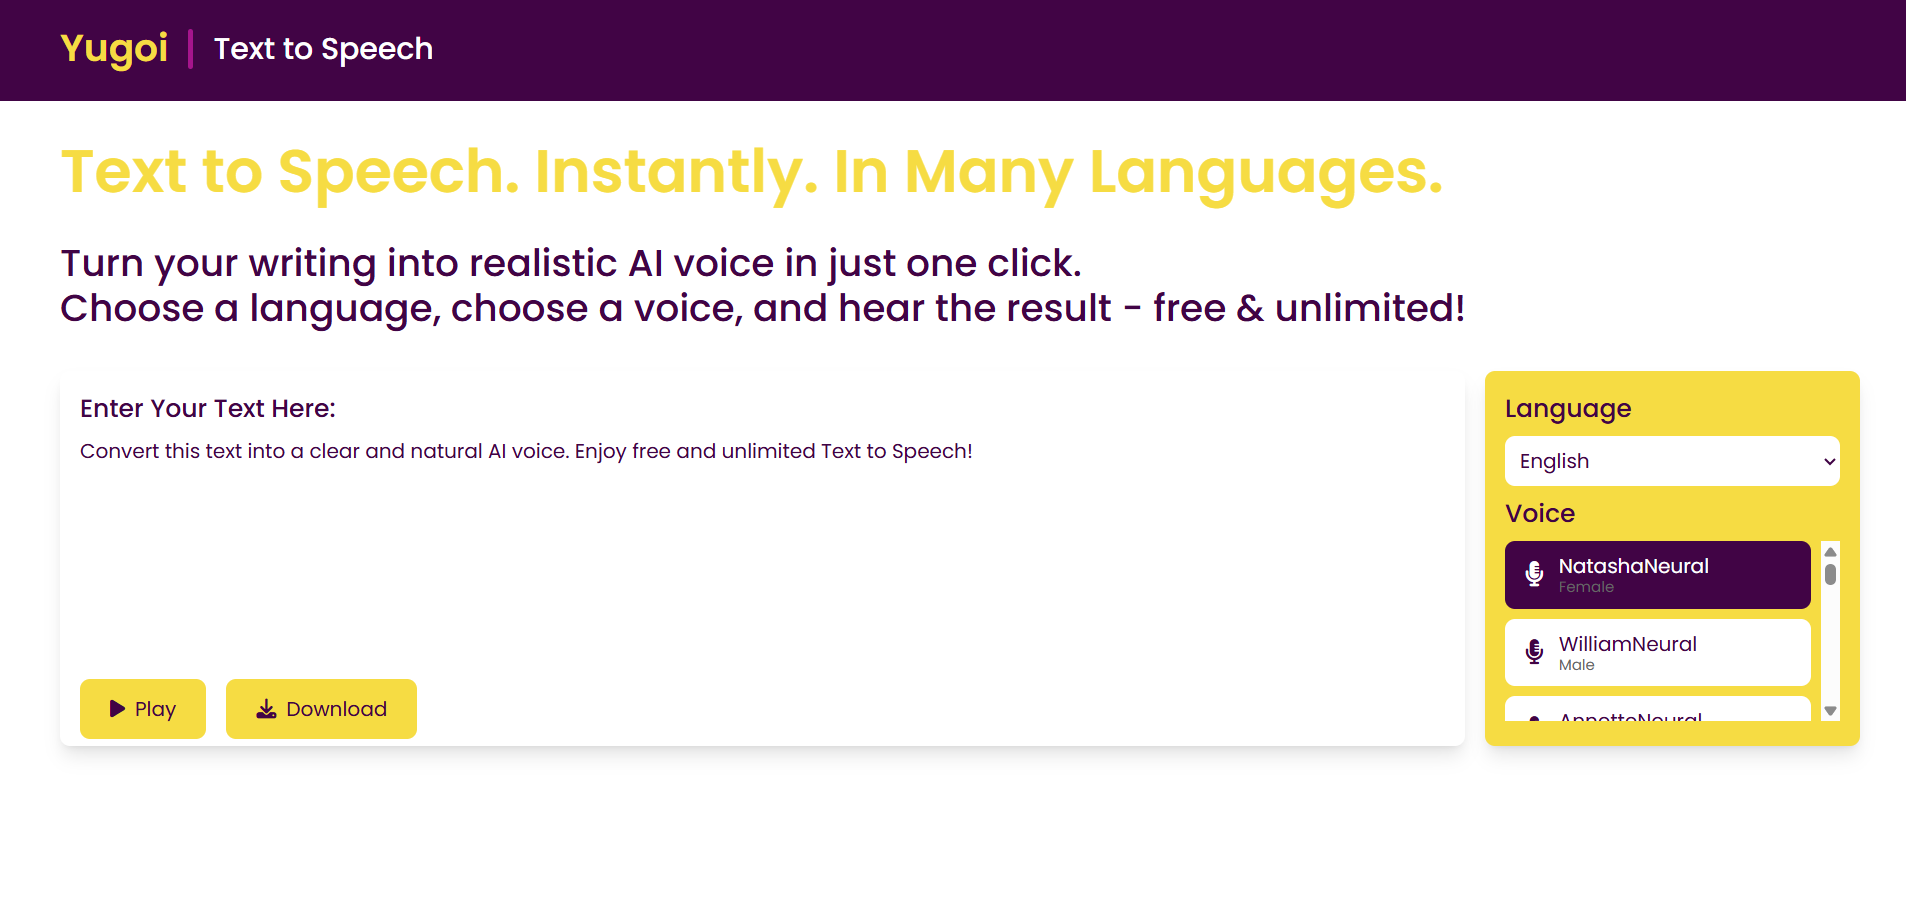 Yugoi
Text to Speech
Text to Speech. Instantly. In Many Languages.
Turn your writing into realistic AI voice in just one click.
Choose a language, choose a voice, and hear the result - free & unlimited!
Enter Your Text Here:
Convert this text into a clear and natural AI voice. Enjoy free and unlimited Text to Speech!
Play
Download
Language
English
Voice
NatashaNeural
Female
WilliamNeural
Male
AnnetteNeural